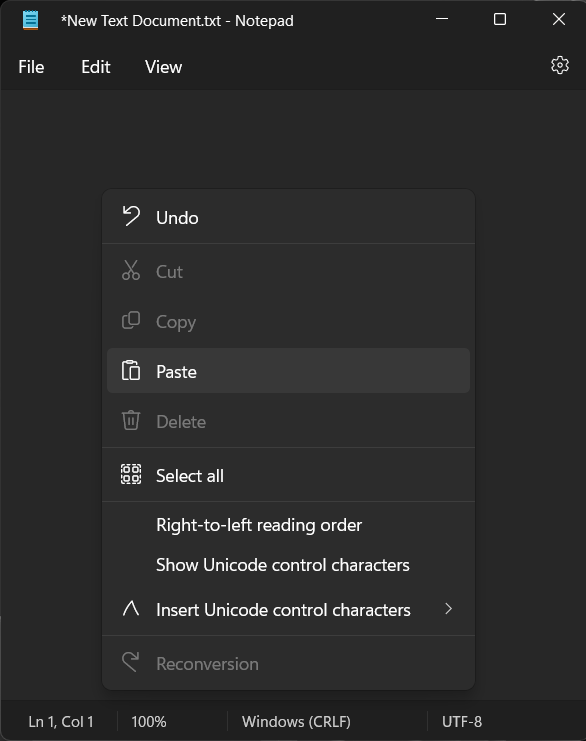 *New Text Document.txt - Notepad
File Edit View
Undo
Cut
Copy
Paste
Delete
Select all
Right-to-left reading order
Show Unicode control characters
Insert Unicode control characters
Reconversion
Ln 1, Col 1 100% Windows (CRLF) UTF-8